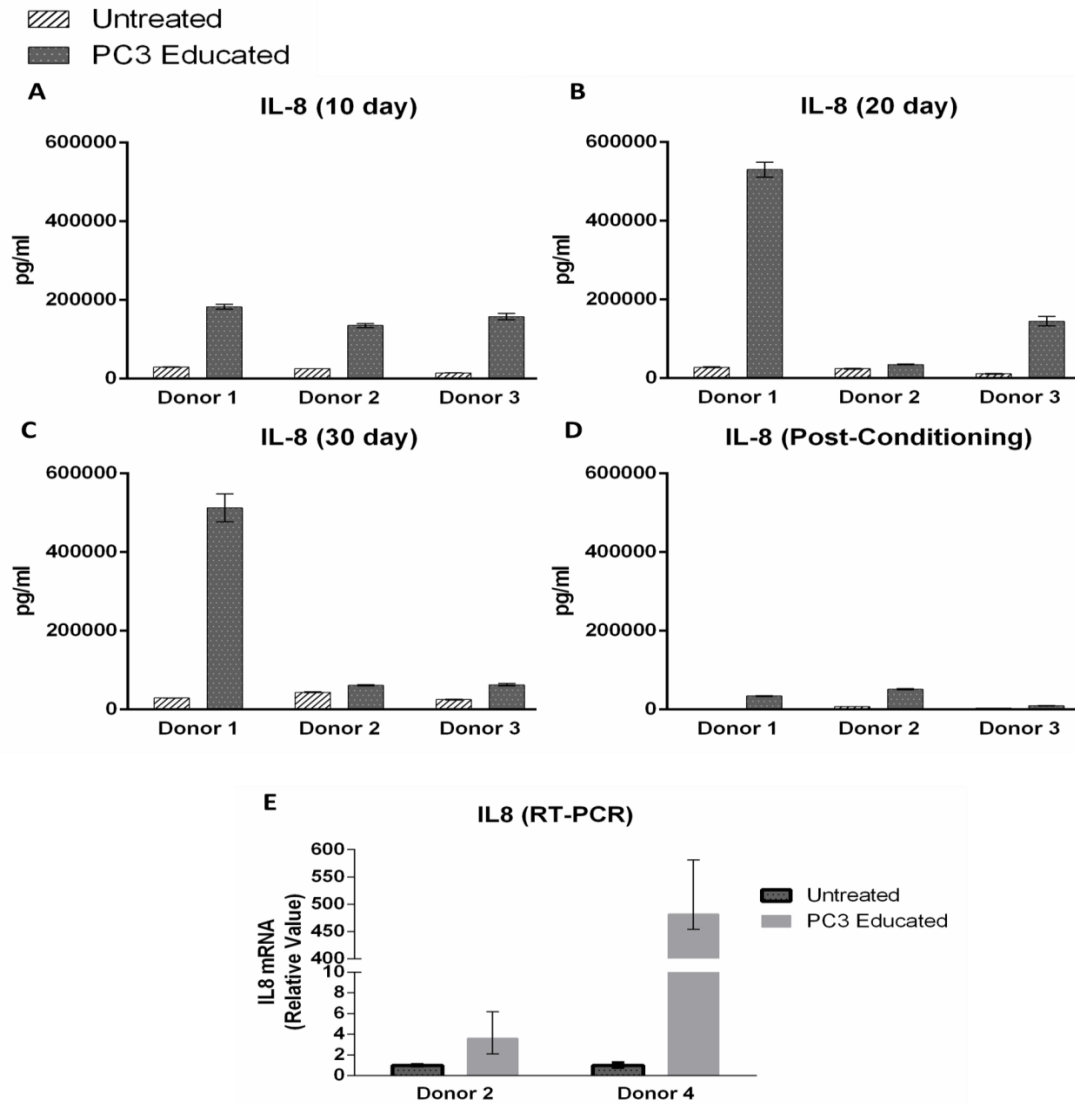 Untreated
PC3 Educated
A
IL-8 (10 day)
600000
400000
200000
0
pg/ml
Donor 1 Donor 2 Donor 3
B
IL-8 (20 day)
600000
400000
200000
0
pg/ml
Donor 1 Donor 2 Donor 3
C
IL-8 (30 day)
600000
400000
200000
0
pg/ml
Donor 1 Donor 2 Donor 3
D
IL-8 (Post-Conditioning)
600000
400000
200000
0
pg/ml
Donor 1 Donor 2 Donor 3
E
IL8 (RT-PCR)
IL8 mRNA
(Relative Value)
600
550
500
450
400
10
8
6
4
2
0
Donor 2 Donor 4
Untreated
PC3 Educated